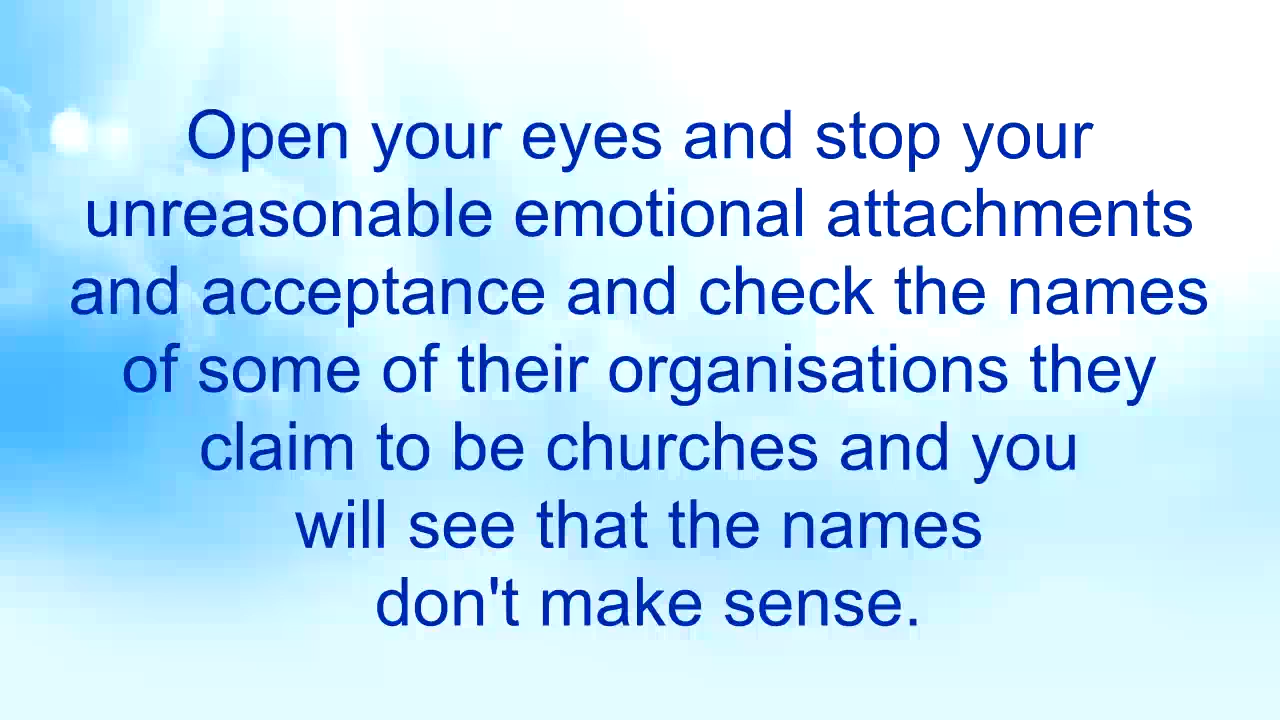 Open your eyes and stop your
unreasonable emotional attachments
and acceptance and check the names
of some of their organisations they
claim to be churches and you
will see that the names
don't make sense.